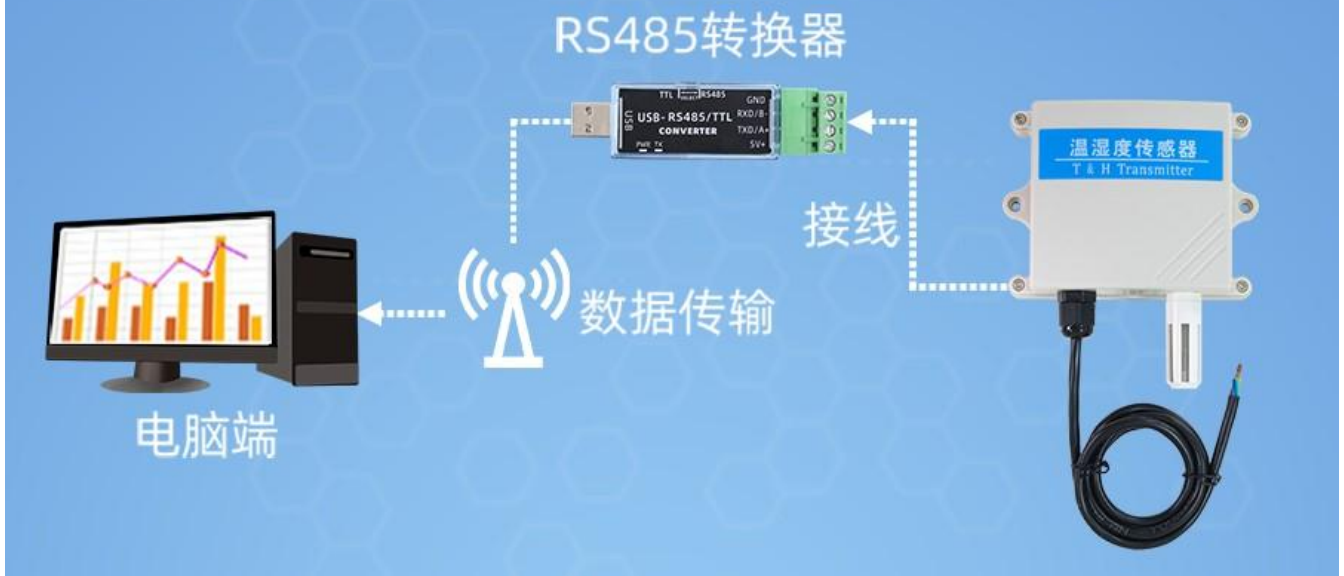 RS485转换器
TTL RS485
SELECT
GND
USB
USB-RS485/TTL
RXD/B-
CONVERTER
TXD/A+
PWR TX
5V+
温湿度传感器
T & H Transmitter
接线
数据传输
电脑端